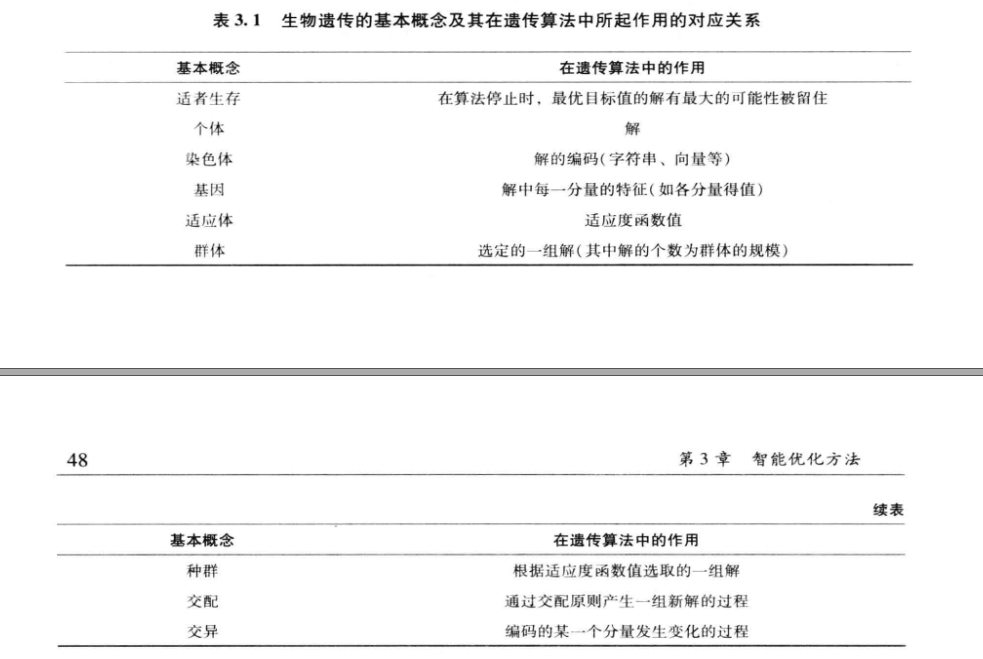 表 3.1 生物遗传的基本概念及其在遗传算法中所起作用的对应关系
基本概念 在遗传算法中的作用
适者生存 在算法停止时，最优目标值的解有最大的可能性被留住
个体 解
染色体 解的编码(字符串、向量等)
基因 解中每一分量的特征(如各分量得值)
适应体 适应度函数值
群体 选定的一组解(其中解的个数为群体的规模)
48 第 3 章 智能优化方法
续表
基本概念 在遗传算法中的作用
种群 根据适应度函数值选取的一组解
交配 通过交配原则产生一组新解的过程
交异 编码的某一个分量发生变化的过程